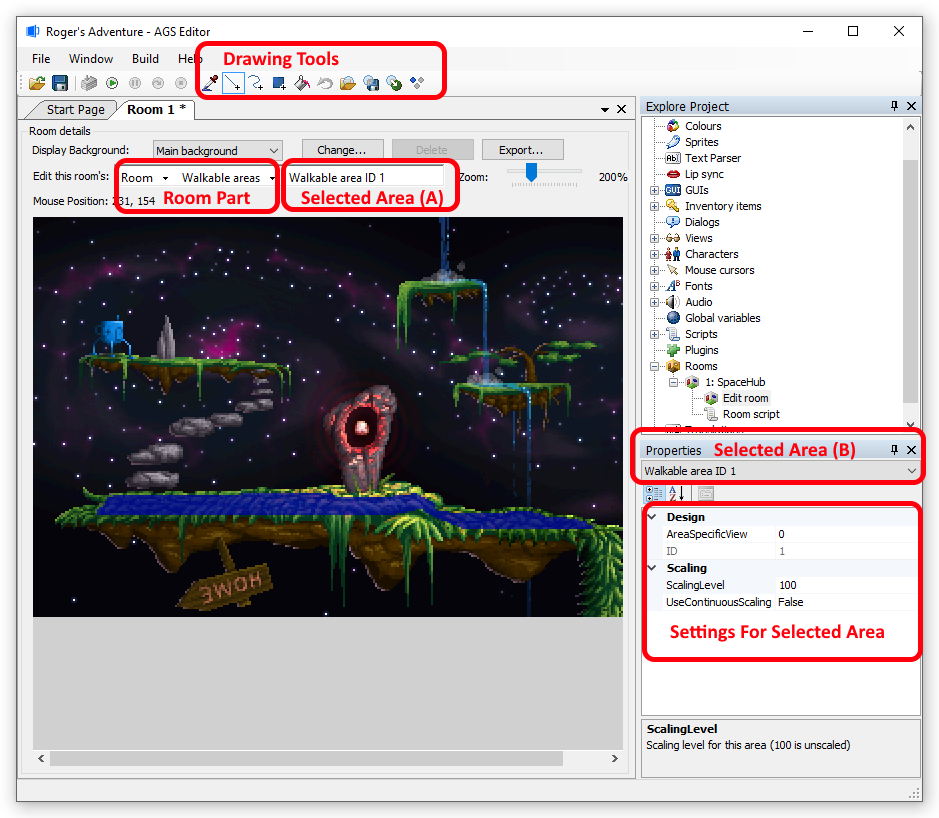 Roger's Adventure - AGS Editor
File Window Build Help
Drawing Tools
Start Page Room 1 *
Room details
Display Background: Main background Change... Delete Export...
Edit this room's: Room Walkable areas Walkable area ID 1 Zoom: 200%
Room Part Selected Area (A)
Mouse Position: 231, 154
HOME
Explore Project
Colours
Sprites
Ab Text Parser
Lip sync
GUI GUIs
Inventory items
Dialogs
Views
Characters
Mouse cursors
Fonts
Audio
Global variables
Scripts
Plugins
Rooms
1: SpaceHub
Edit room
Room script
Translations
Properties Selected Area (B)
Walkable area ID 1
Design
AreaSpecificView 0
ID 1
Scaling
ScalingLevel 100
UseContinuousScaling False
Settings For Selected Area
ScalingLevel
Scaling level for this area (100 is unscaled)